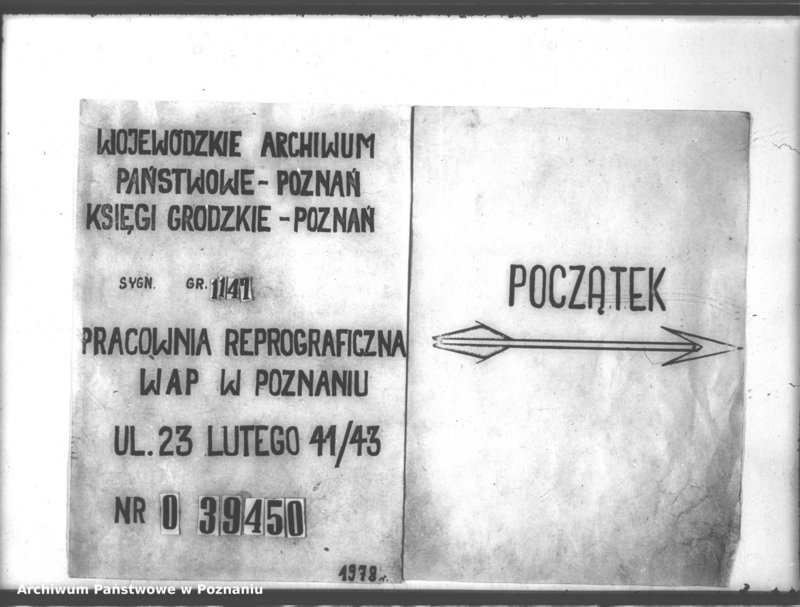 WOJEWÓDZKIE ARCHIWUM
PAŃSTWOWE - POZNAŃ
KSIĘGI GRODZKIE - POZNAŃ
SYGN. GR. 1147
PRACOWNIA REPROGRAFICZNA
WAP W POZNANIU
UL. 23 LUTEGO 41/43
NR 0 39450
1978 r.
POCZĄTEK
Archiwum Panstwowe w Poznaniu